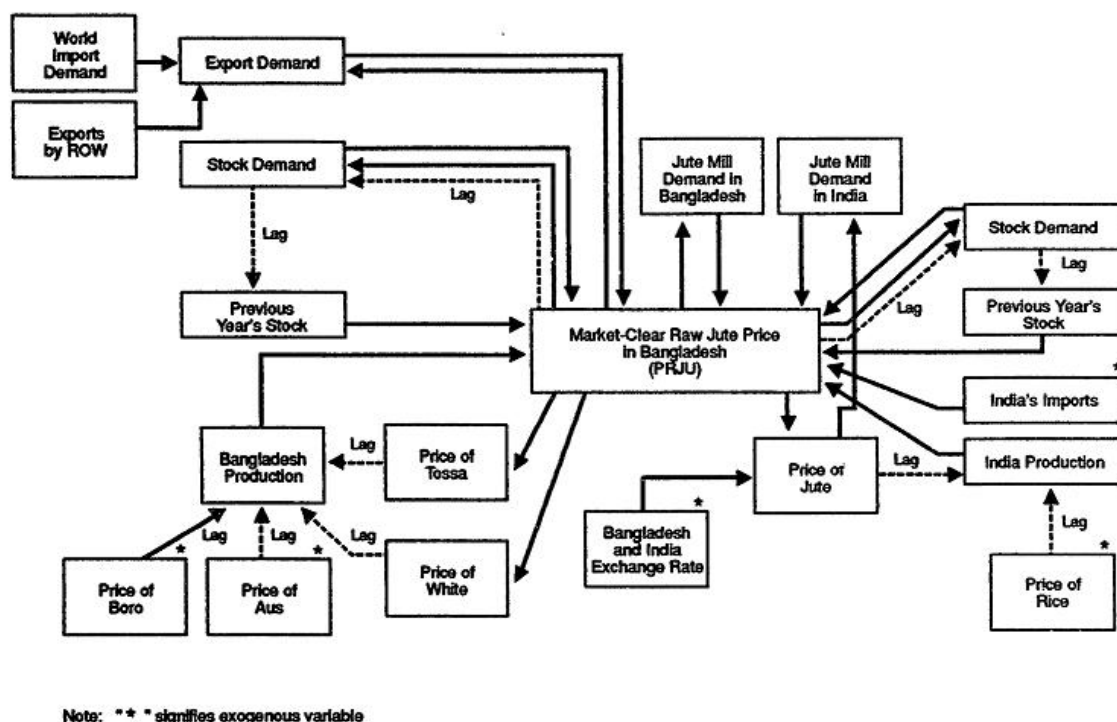 World
Import
Demand
Export Demand
Exports
by ROW
Stock Demand
Lag
Lag
Previous
Year's Stock
Jute Mill
Demand in
Bangladesh
Jute Mill
Demand
in India
Stock Demand
Lag
Lag
Previous Year's
Stock
Market-Clear Raw Jute Price
in Bangladesh
(PRJU)
*
India's Imports
India Production
Bangladesh
Production
Lag
Price of
Tossa
Price of
Jute
Lag
*
Bangladesh
and India
Exchange Rate
Lag
*
Price of
Rice
Lag
*
Price of
Boro
Lag
*
Price of
Aus
Lag
Price of
White
Note: " * " signifies exogenous variable